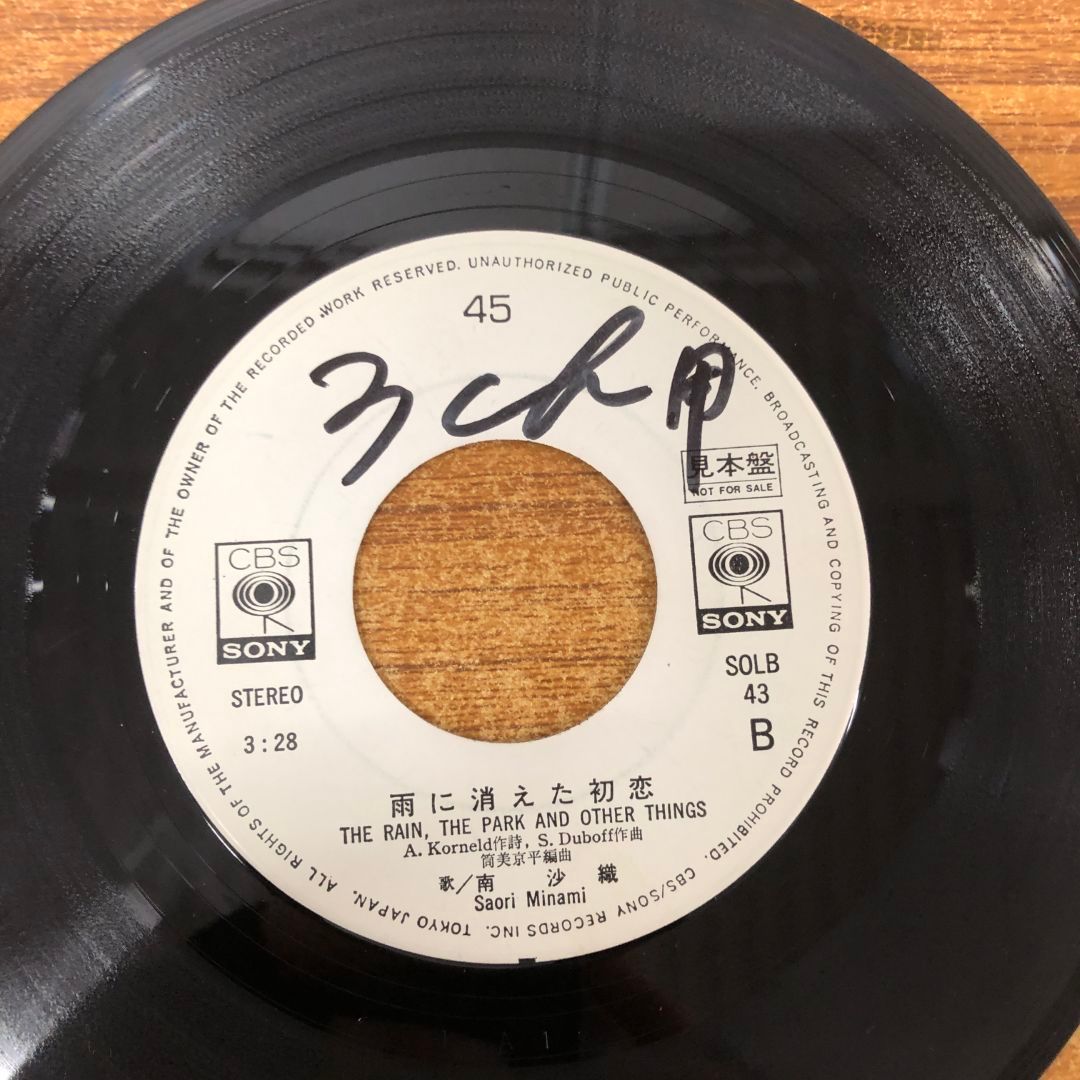 45
3ch用
見本盤
NOT FOR SALE
CBS
SONY
CBS
SONY
STEREO
3:28
SOLB
43
B
雨に消えた初恋
THE RAIN, THE PARK AND OTHER THINGS
A. Korneld作詩, S. Duboff作曲
筒美京平編曲
歌/南 沙 織
Saori Minami
ALL RIGHTS OF THE MANUFACTURER AND OF THE OWNER OF THE RECORDED WORK RESERVED. UNAUTHORIZED PUBLIC PERFORMANCE, BROADCASTING AND COPYING OF THIS RECORD PROHIBITED. CBS/SONY RECORDS INC. TOKYO JAPAN.